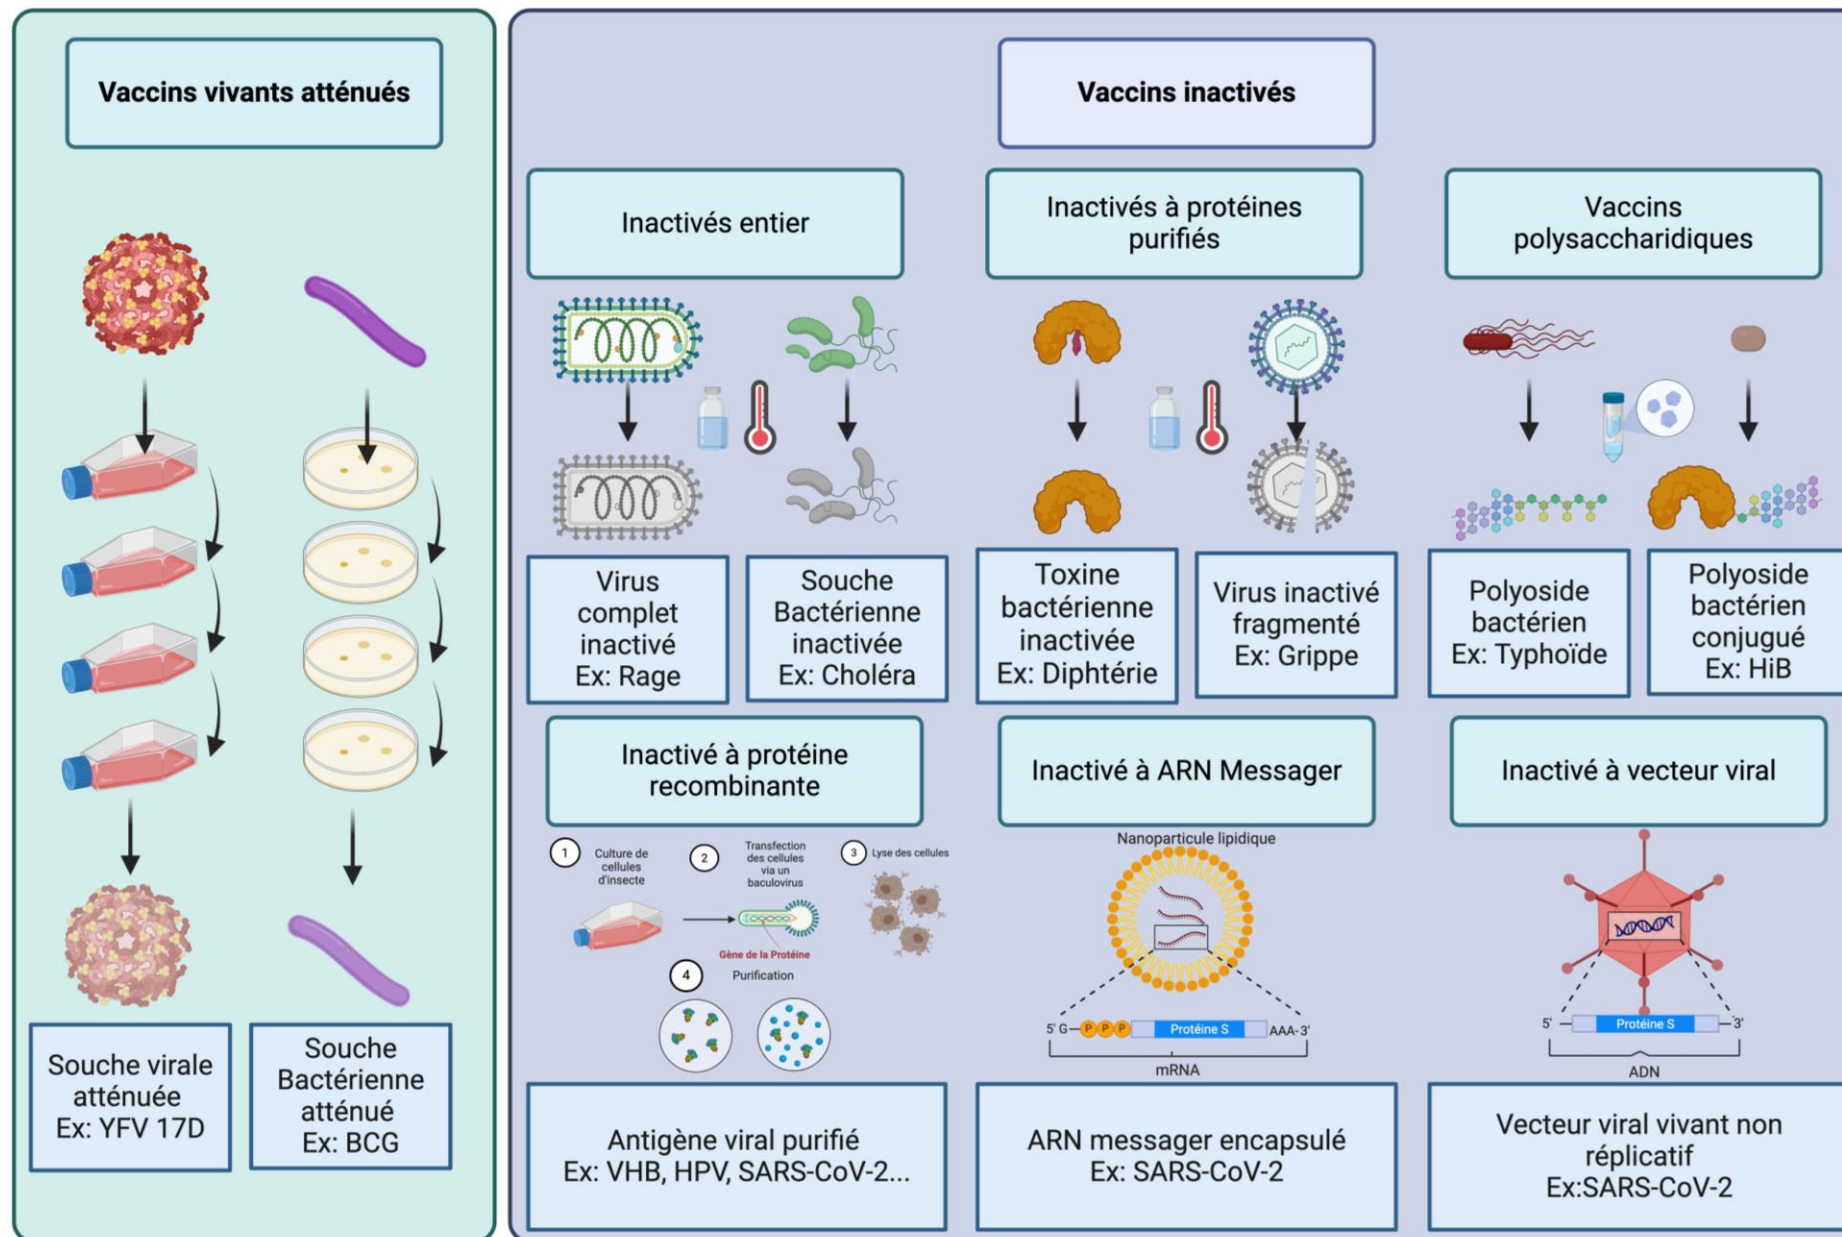 Vaccins vivants atténués
Souche virale
atténuée
Ex: YFV 17D
Souche
Bactérienne
atténué
Ex: BCG
Vaccins inactivés
Inactivés entier
Virus
complet
inactivé
Ex: Rage
Souche
Bactérienne
inactivée
Ex: Choléra
Inactivés à protéines
purifiés
Toxine
bactérienne
inactivée
Ex: Diphtérie
Virus inactivé
fragmenté
Ex: Grippe
Vaccins
polysaccharidiques
Polyoside
bactérien
Ex: Typhoïde
Polyoside
bactérien
conjugué
Ex: HiB
Inactivé à protéine
recombinante
1
Culture de
cellules
d'insecte
2
Transfection
des cellules
via un
baculovirus
Gène de la Protéine
3
Lyse des cellules
4
Purification
Antigène viral purifié
Ex: VHB, HPV, SARS-CoV-2...
Inactivé à ARN Messager
Nanoparticule lipidique
5' G P P P Protéine S AAA-3'
mRNA
ARN messager encapsulé
Ex: SARS-CoV-2
Inactivé à vecteur viral
5' Protéine S 3'
ADN
Vecteur viral vivant non
réplicatif
Ex:SARS-CoV-2